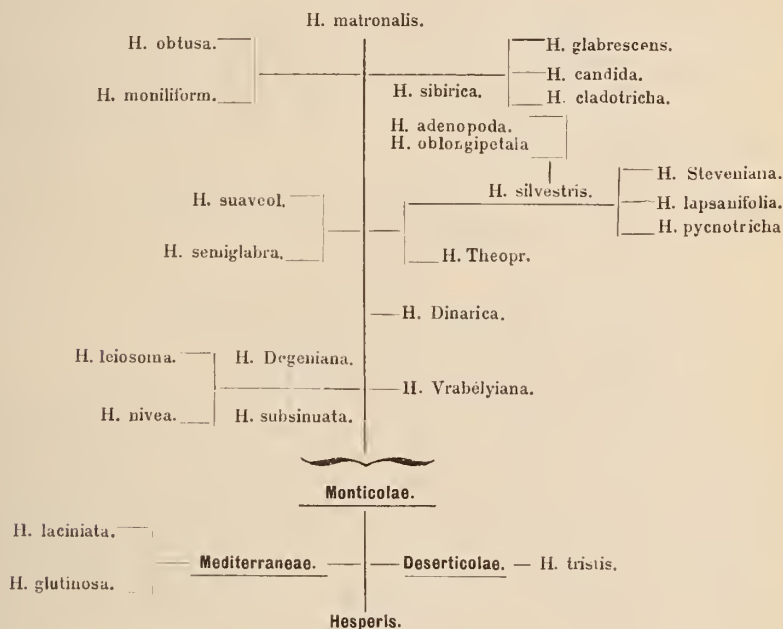 H. matronalis.
H. obtusa.
H. glabrescens.
H. candida.
H. moniliform.
H. sibirica.
H. cladotricha.
H. adenopoda.
H. oblongipetala
H. Steveniana.
H. silvestris.
H. suaveol.
H. lapsanifolia.
H. pycnotricha
H. semiglabra.
H. Theopr.
H. Dinarica.
H. leiosoma.
H. Degeniana.
H. Vrabélyiana.
H. nivea.
H. subsinuata.
Monticolae.
H. laciniata.
Mediterraneae.
Deserticolae.
H. tristis.
H. glutinosa.
Hesperis.